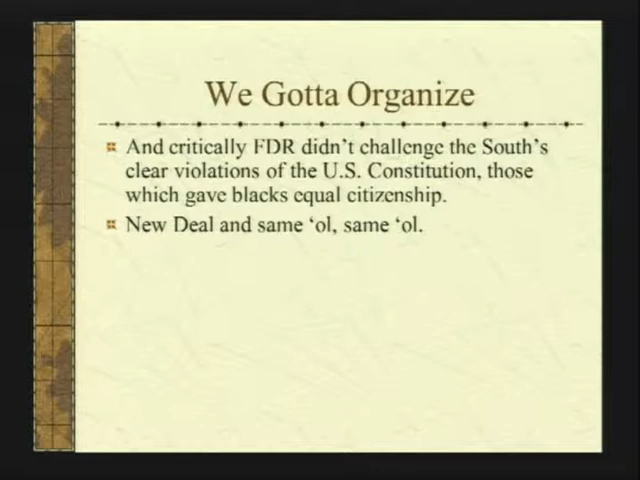 We Gotta Organize
And critically FDR didn't challenge the South's
clear violations of the U.S. Constitution, those
which gave blacks equal citizenship.
New Deal and same ‘ol, same ‘ol.